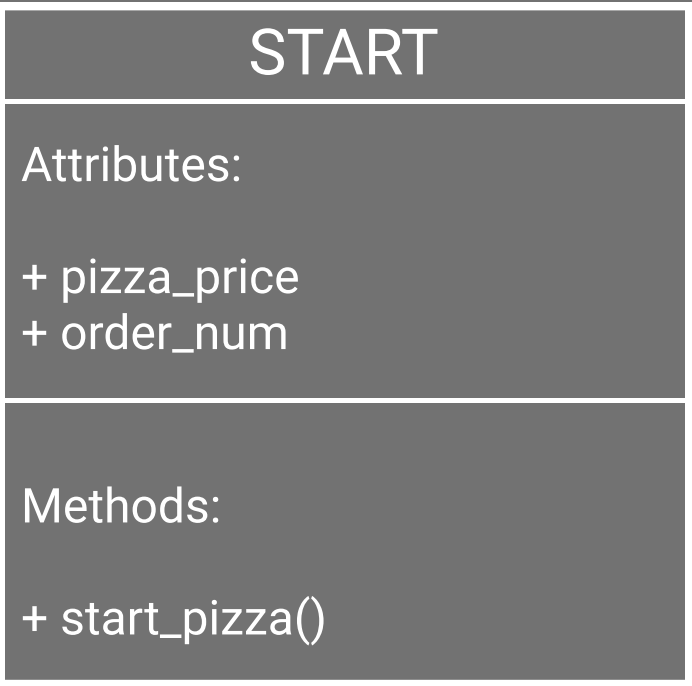 START
Attributes:
+ pizza_price
+ order_num
Methods:
+ start_pizza()